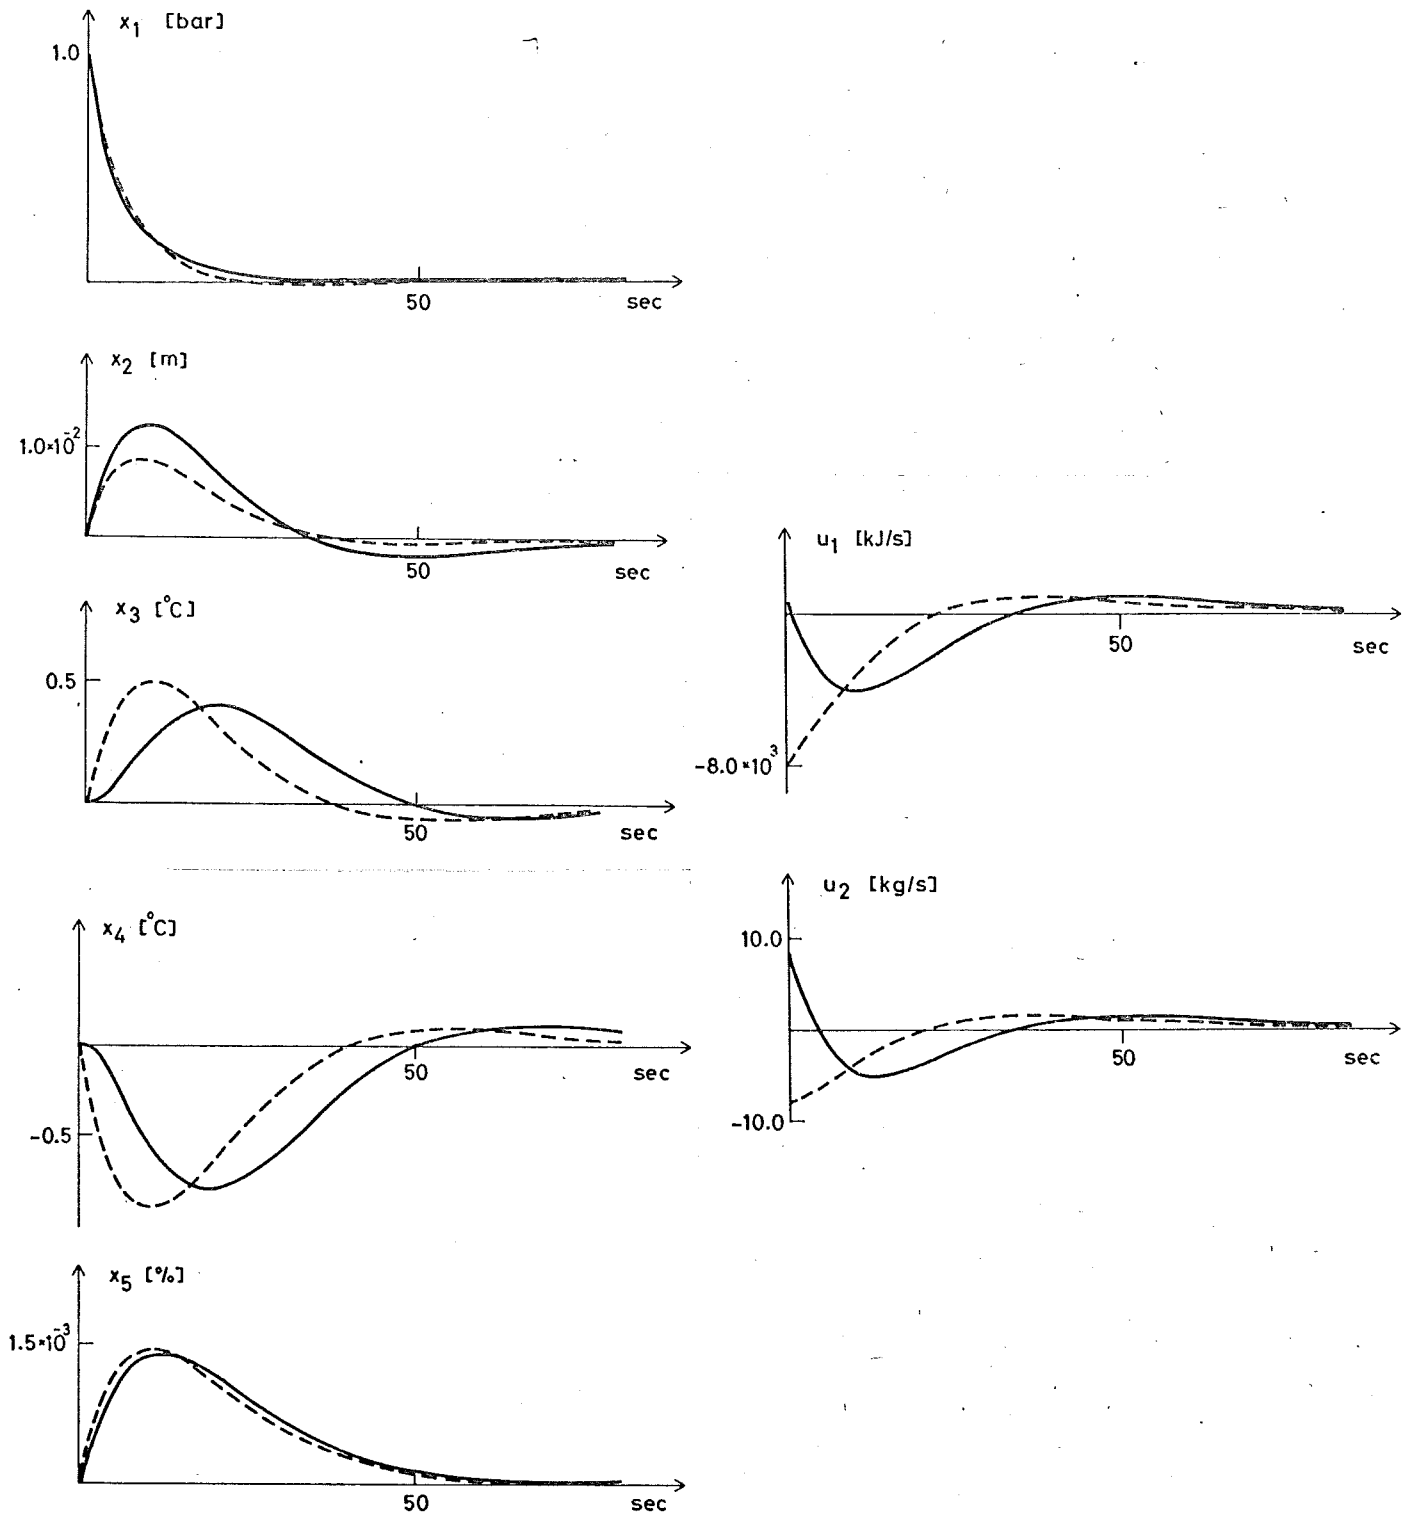 x₁ [bar]
1.0
50
sec
x₂ [m]
1.0×10⁻²
50
sec
x₃ [°C]
0.5
50
sec
x₄ [°C]
50
sec
-0.5
x₅ [%]
1.5×10⁻³
50
sec
u₁ [kJ/s]
50
sec
-8.0×10³
u₂ [kg/s]
10.0
50
sec
-10.0